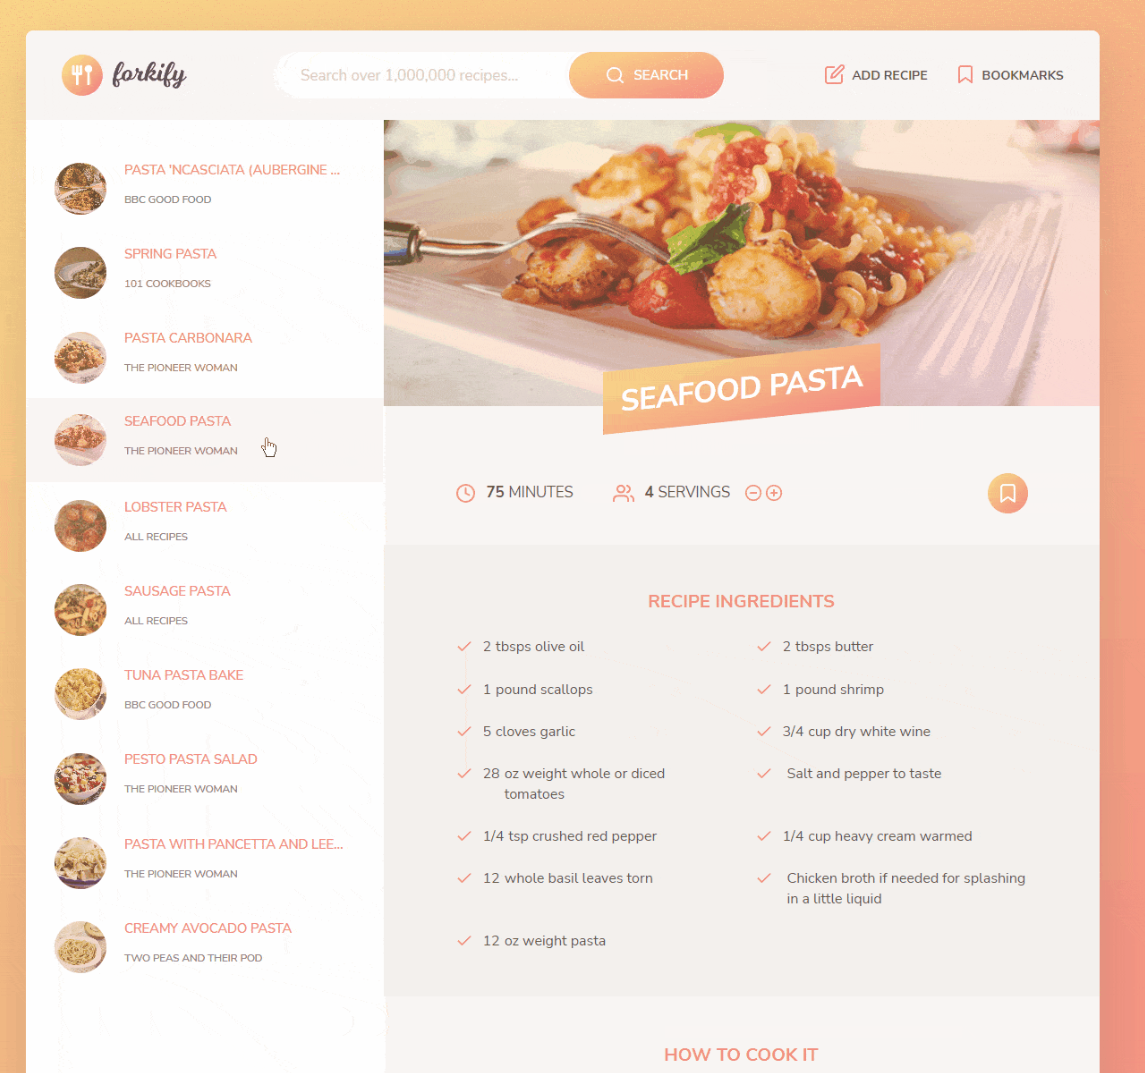 forkify
Search over 1,000,000 recipes...
SEARCH
ADD RECIPE
BOOKMARKS
PASTA 'NCASCIATA (AUBERGINE ...
BBC GOOD FOOD
SPRING PASTA
101 COOKBOOKS
PASTA CARBONARA
THE PIONEER WOMAN
SEAFOOD PASTA
THE PIONEER WOMAN
LOBSTER PASTA
ALL RECIPES
SAUSAGE PASTA
ALL RECIPES
TUNA PASTA BAKE
BBC GOOD FOOD
PESTO PASTA SALAD
THE PIONEER WOMAN
PASTA WITH PANCETTA AND LEE...
THE PIONEER WOMAN
CREAMY AVOCADO PASTA
TWO PEAS AND THEIR POD
SEAFOOD PASTA
75 MINUTES
4 SERVINGS
RECIPE INGREDIENTS
2 tbsps olive oil
2 tbsps butter
1 pound scallops
1 pound shrimp
5 cloves garlic
3/4 cup dry white wine
28 oz weight whole or diced
tomatoes
Salt and pepper to taste
1/4 tsp crushed red pepper
1/4 cup heavy cream warmed
12 whole basil leaves torn
Chicken broth if needed for splashing
in a little liquid
12 oz weight pasta
HOW TO COOK IT